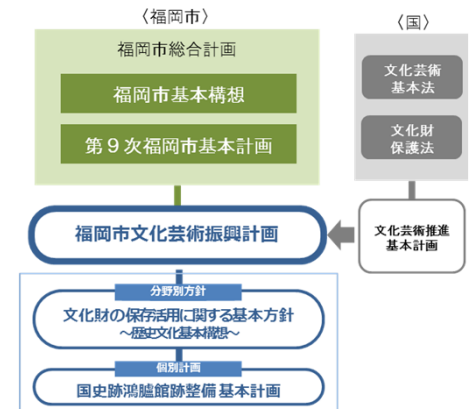 〈福岡市〉
福岡市総合計画
福岡市基本構想
第９次福岡市基本計画
〈国〉
文化芸術
基本法
文化財
保護法
福岡市文化芸術振興計画
文化芸術推進
基本計画
分野別方針
文化財の保存活用に関する基本方針
～歴史文化基本構想～
個別計画
国史跡鴻臚館跡整備基本計画